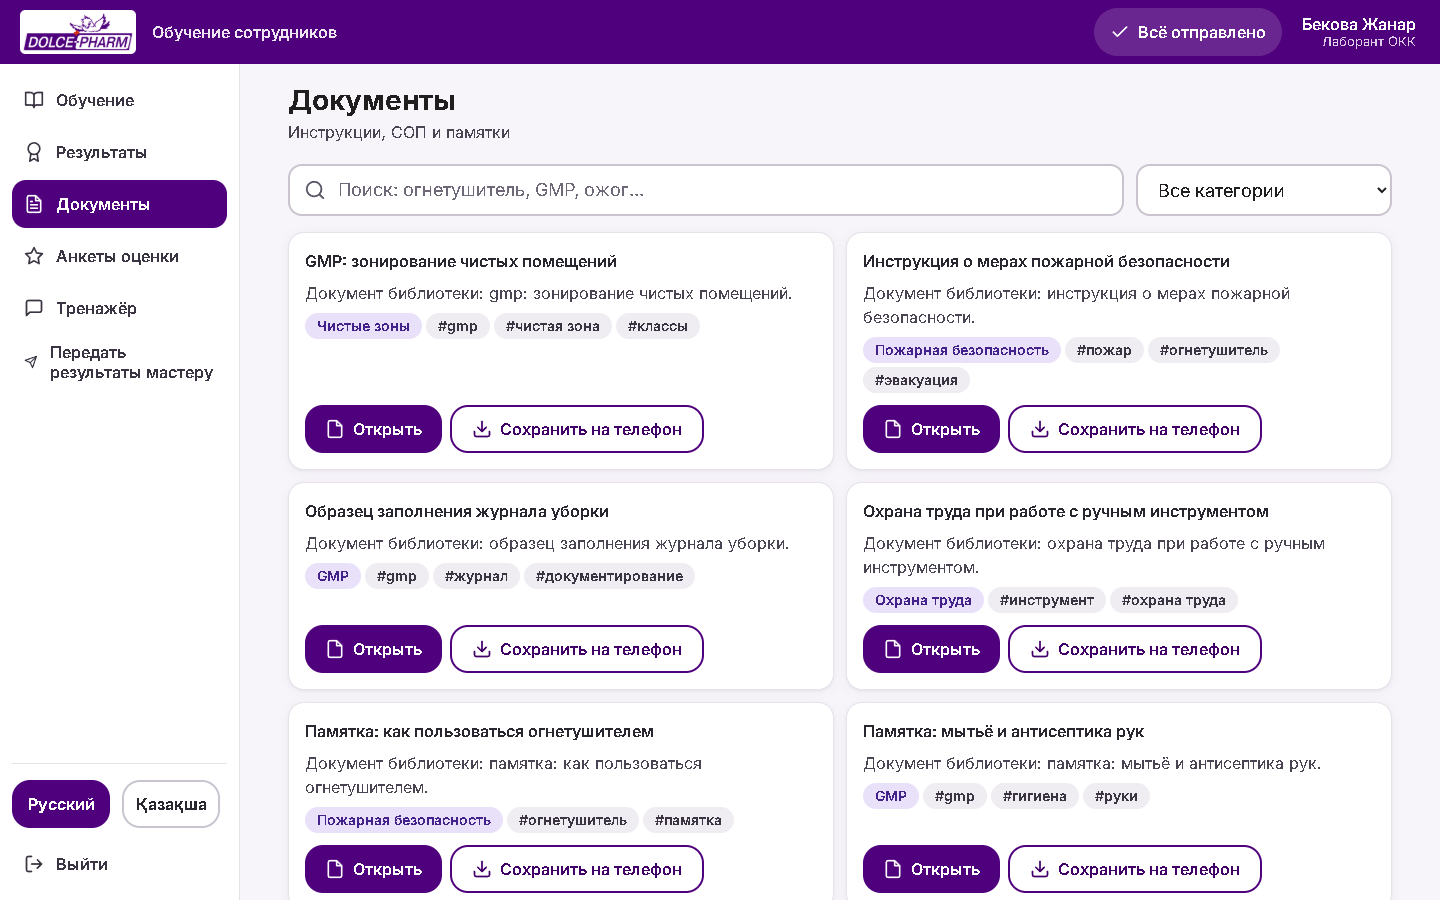 DOLCE-PHARM
Обучение сотрудников
Всё отправлено
Бекова Жанар
Лаборант ОКК
Обучение
Результаты
Документы
Анкеты оценки
Тренажёр
Передать
результаты мастеру
Русский
Қазақша
Выйти
Документы
Инструкции, СОП и памятки
Поиск: огнетушитель, GMP, ожог...
Все категории
GMP: зонирование чистых помещений
Документ библиотеки: gmp: зонирование чистых помещений.
Чистые зоны #gmp #чистая зона #классы
Открыть Сохранить на телефон
Инструкция о мерах пожарной безопасности
Документ библиотеки: инструкция о мерах пожарной
безопасности.
Пожарная безопасность #пожар #огнетушитель
#эвакуация
Открыть Сохранить на телефон
Образец заполнения журнала уборки
Документ библиотеки: образец заполнения журнала уборки.
GMP #gmp #журнал #документирование
Открыть Сохранить на телефон
Охрана труда при работе с ручным инструментом
Документ библиотеки: охрана труда при работе с ручным
инструментом.
Охрана труда #инструмент #охрана труда
Открыть Сохранить на телефон
Памятка: как пользоваться огнетушителем
Документ библиотеки: памятка: как пользоваться
огнетушителем.
Пожарная безопасность #огнетушитель #памятка
Открыть Сохранить на телефон
Памятка: мытьё и антисептика рук
Документ библиотеки: памятка: мытьё и антисептика рук.
GMP #gmp #гигиена #руки
Открыть Сохранить на телефон